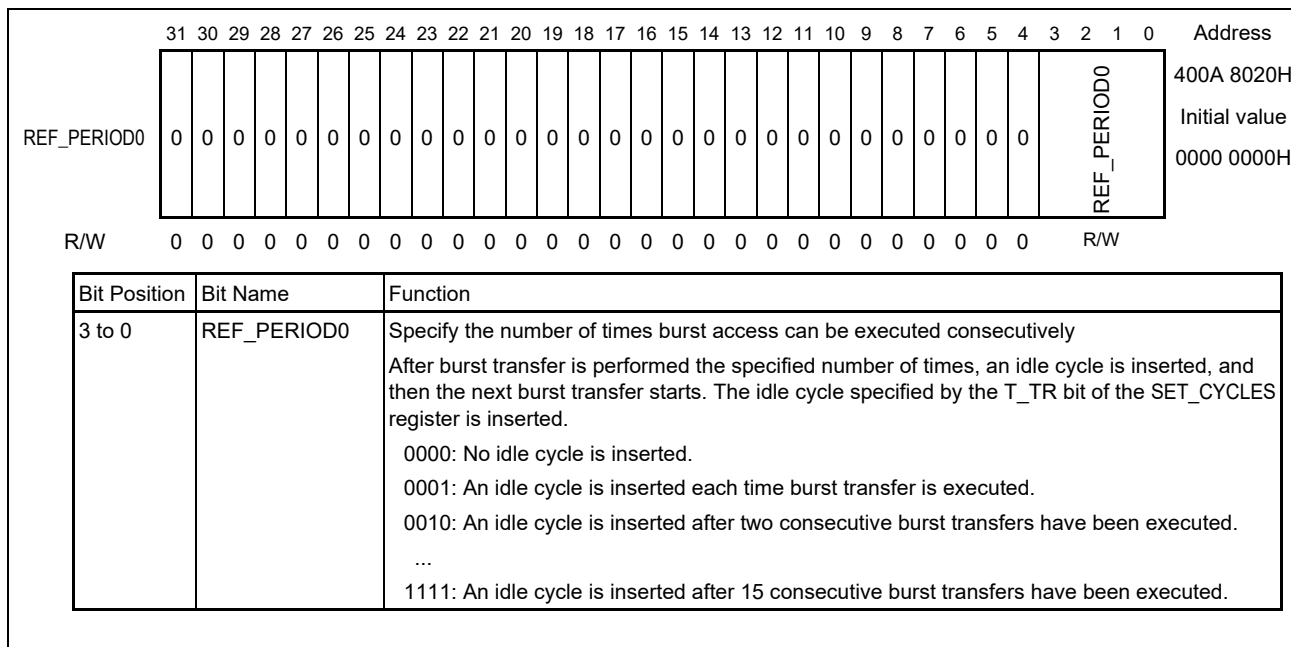 31 30 29 28 27 26 25 24 23 22 21 20 19 18 17 16 15 14 13 12 11 10 9 8 7 6 5 4 3 2 1 0 Address
400A 8020H
Initial value
0000 0000H
REF_PERIOD0 0 0 0 0 0 0 0 0 0 0 0 0 0 0 0 0 0 0 0 0 0 0 0 0 0 0 0 0 REF_PERIOD0
R/W 0 0 0 0 0 0 0 0 0 0 0 0 0 0 0 0 0 0 0 0 0 0 0 0 0 0 0 0 R/W
Bit Position Bit Name Function
3 to 0 REF_PERIOD0 Specify the number of times burst access can be executed consecutively
After burst transfer is performed the specified number of times, an idle cycle is inserted, and
then the next burst transfer starts. The idle cycle specified by the T_TR bit of the SET_CYCLES
register is inserted.
0000: No idle cycle is inserted.
0001: An idle cycle is inserted each time burst transfer is executed.
0010: An idle cycle is inserted after two consecutive burst transfers have been executed.
...
1111: An idle cycle is inserted after 15 consecutive burst transfers have been executed.